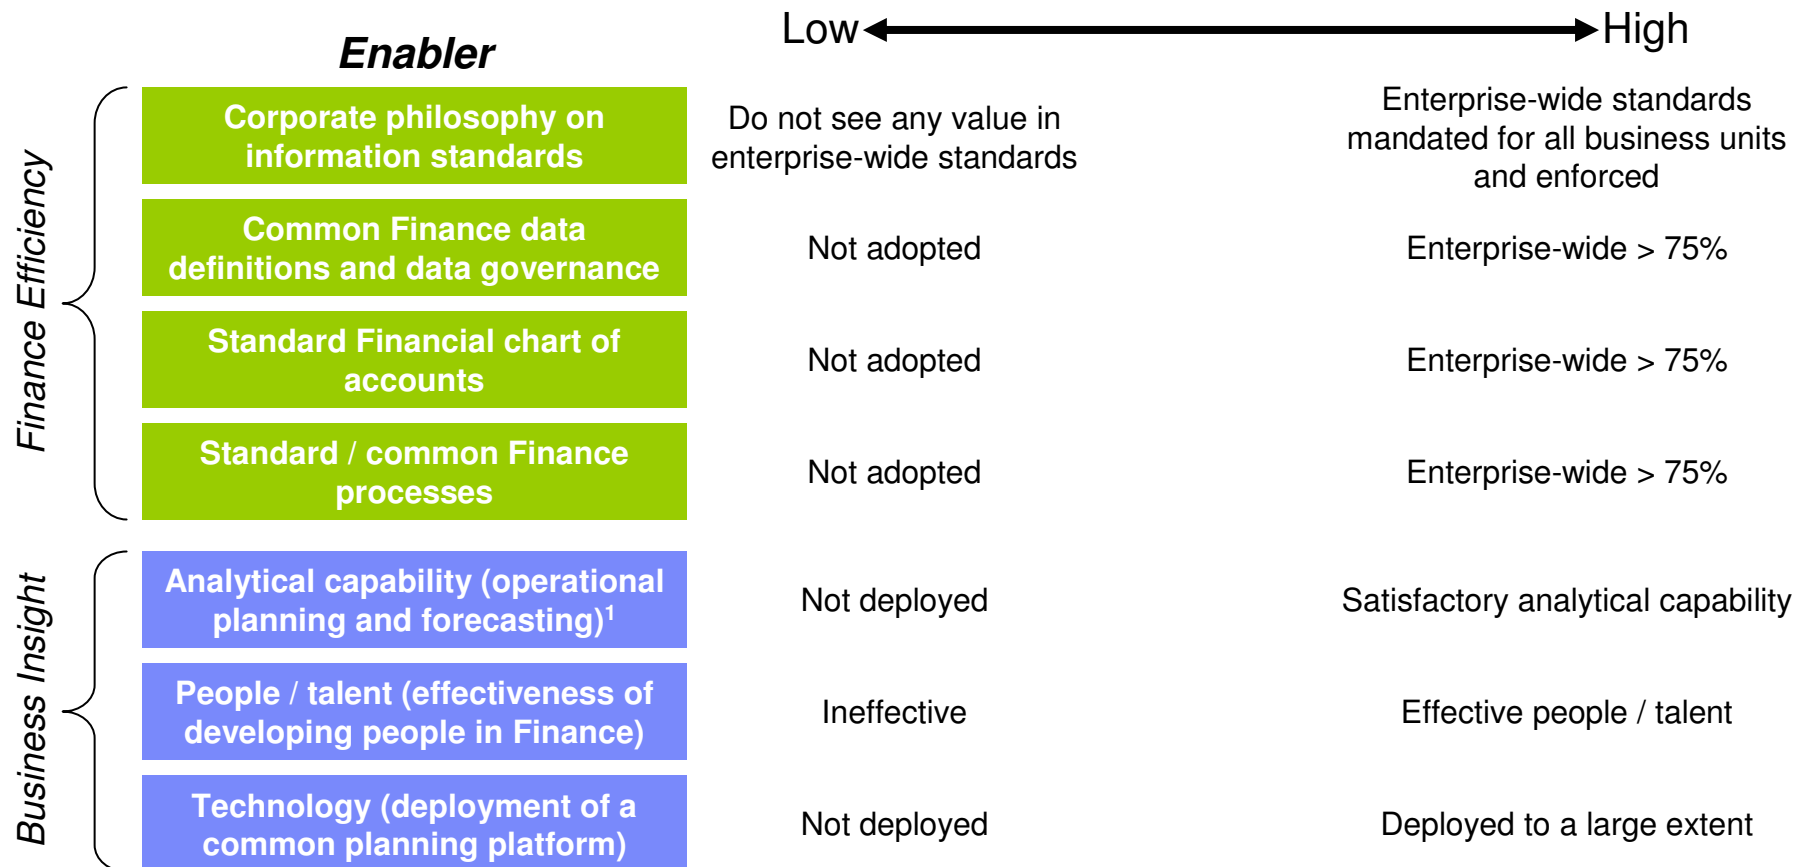 Enabler
Low
High
Finance Efficiency
Corporate philosophy on
information standards
Do not see any value in
enterprise-wide standards
Enterprise-wide standards
mandated for all business units
and enforced
Common Finance data
definitions and data governance
Not adopted
Enterprise-wide > 75%
Standard Financial chart of
accounts
Not adopted
Enterprise-wide > 75%
Standard / common Finance
processes
Not adopted
Enterprise-wide > 75%
Business Insight
Analytical capability (operational
planning and forecasting)¹
Not deployed
Satisfactory analytical capability
People / talent (effectiveness of
developing people in Finance)
Ineffective
Effective people / talent
Technology (deployment of a
common planning platform)
Not deployed
Deployed to a large extent